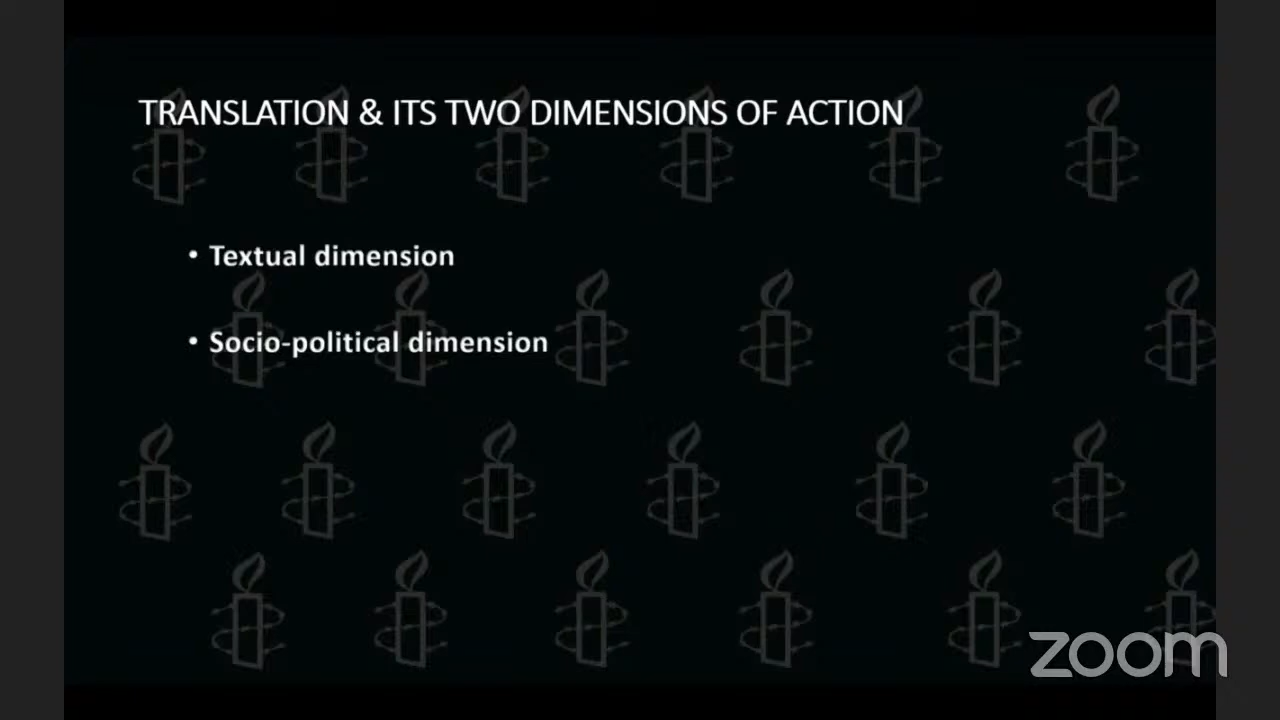 TRANSLATION & ITS TWO DIMENSIONS OF ACTION
• Textual dimension
• Socio-political dimension
zoom